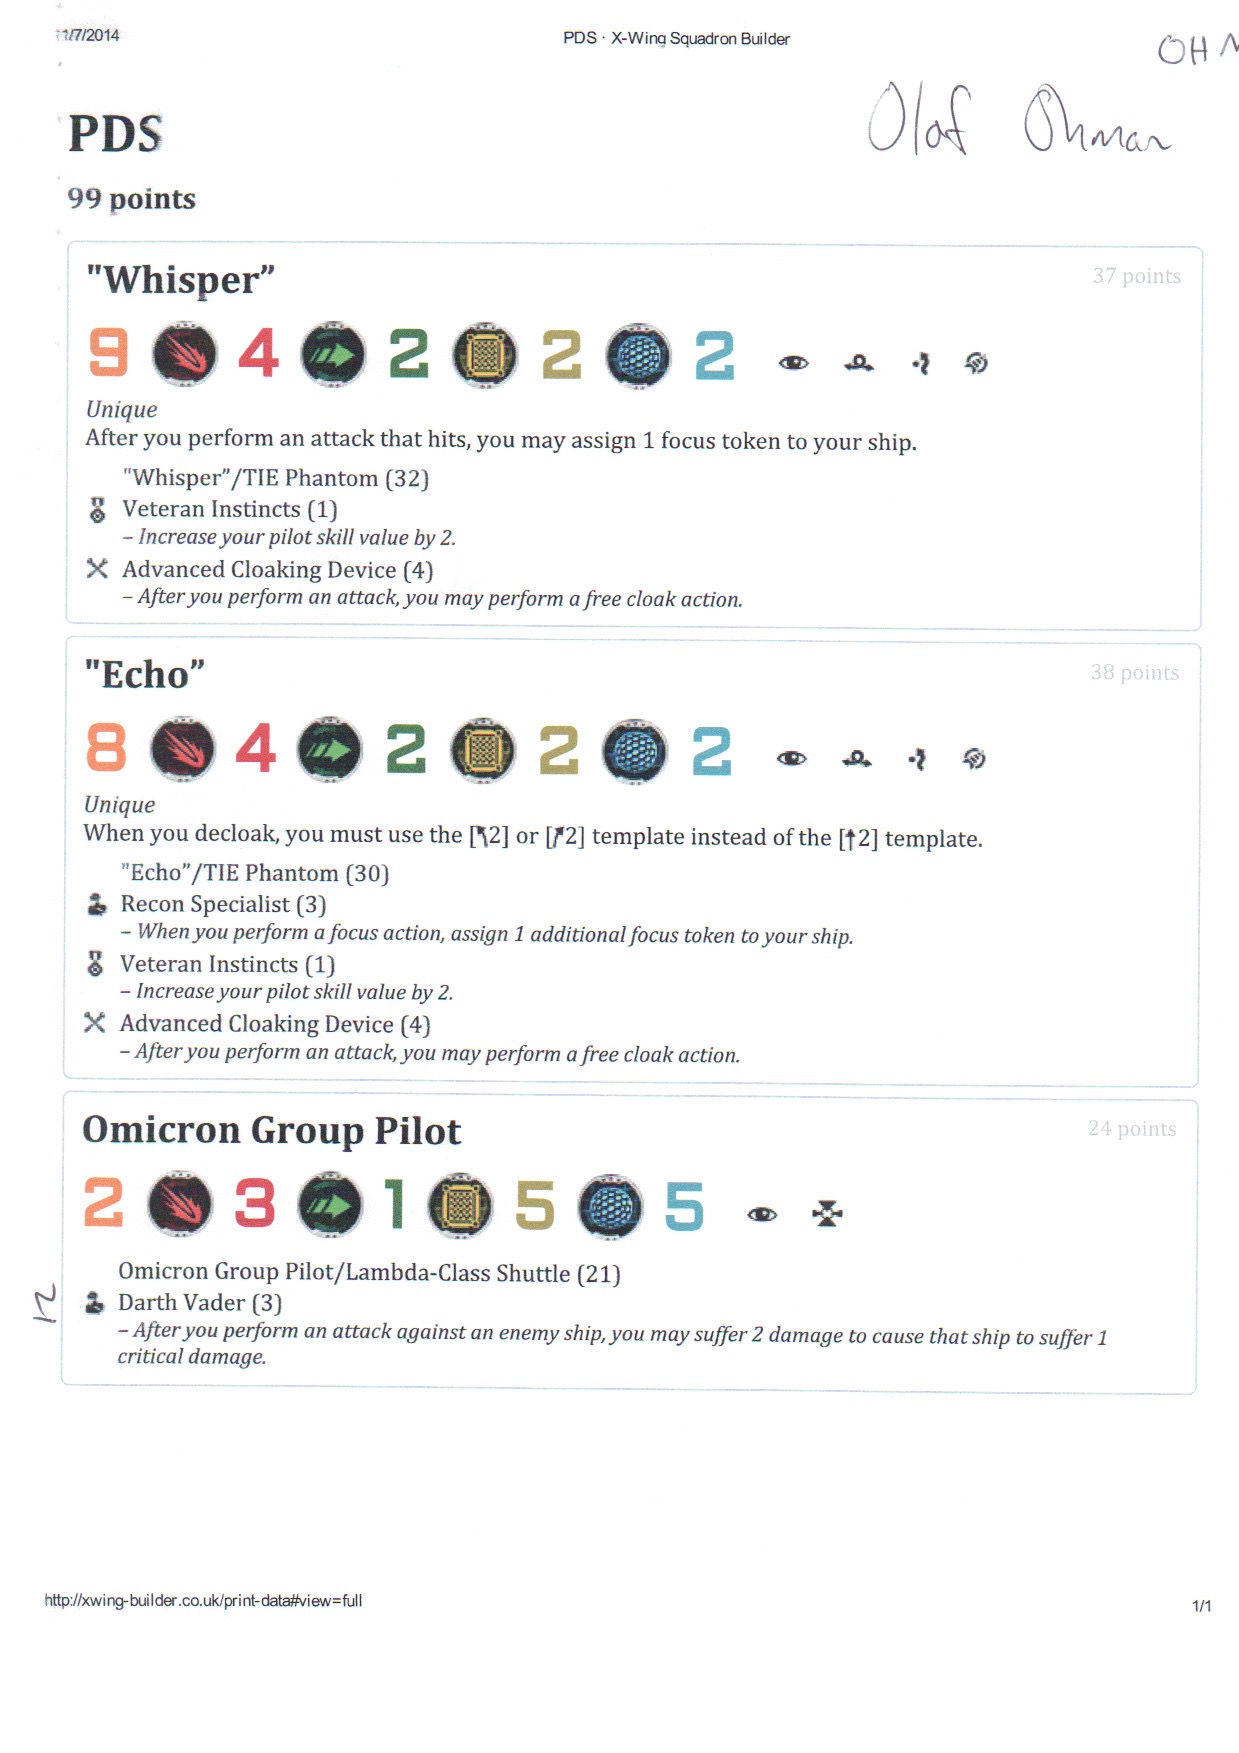 1/7/2014
PDS · X-Wing Squadron Builder
OH
Olof Öhman
PDS
99 points
"Whisper”
37 points
9 4 2 2 2
Unique
After you perform an attack that hits, you may assign 1 focus token to your ship.
"Whisper”/TIE Phantom (32)
Veteran Instincts (1)
– Increase your pilot skill value by 2.
Advanced Cloaking Device (4)
– After you perform an attack, you may perform a free cloak action.
"Echo”
38 points
8 4 2 2 2
Unique
When you decloak, you must use the [↰2] or [↱2] template instead of the [↑2] template.
"Echo”/TIE Phantom (30)
Recon Specialist (3)
– When you perform a focus action, assign 1 additional focus token to your ship.
Veteran Instincts (1)
– Increase your pilot skill value by 2.
Advanced Cloaking Device (4)
– After you perform an attack, you may perform a free cloak action.
Omicron Group Pilot
24 points
2 3 1 5 5
Omicron Group Pilot/Lambda-Class Shuttle (21)
Darth Vader (3)
– After you perform an attack against an enemy ship, you may suffer 2 damage to cause that ship to suffer 1
critical damage.
http://xwing-builder.co.uk/print-data#view=full
1/1